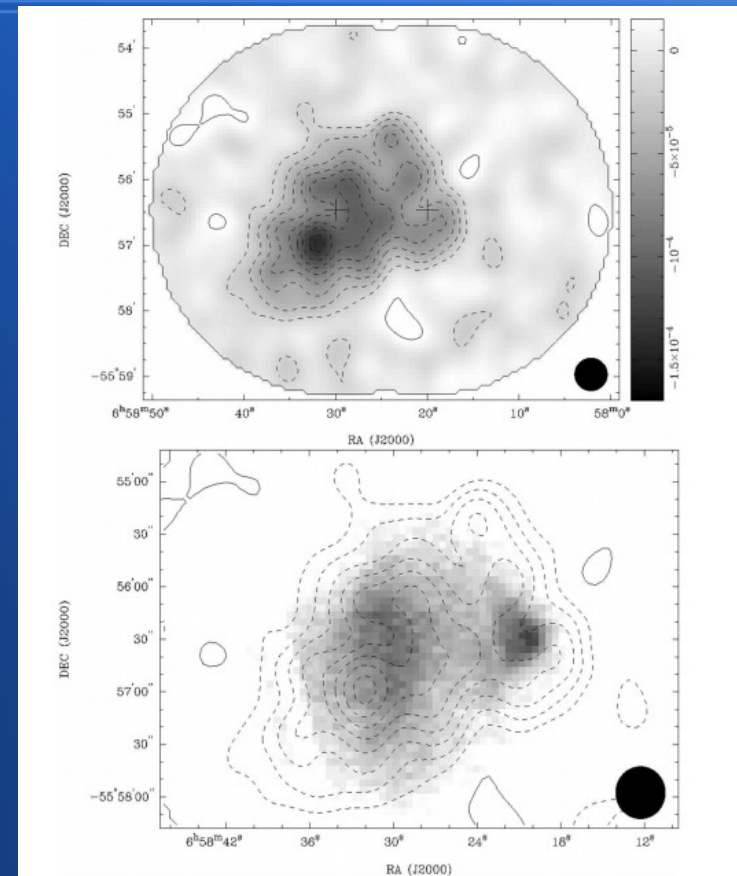 54′
55′
56′
57′
58′
−55°59′
DEC (J2000)
6ʰ58ᵐ50ˢ 40ˢ 30ˢ 20ˢ 10ˢ 58ᵐ0ˢ
RA (J2000)
0
−5×10⁻⁵
−10⁻⁴
−1.5×10⁻⁴
55′00″
30″
56′00″
30″
57′00″
30″
−55°58′00″
DEC (J2000)
6ʰ58ᵐ42ˢ 36ˢ 30ˢ 24ˢ 18ˢ 12ˢ
RA (J2000)